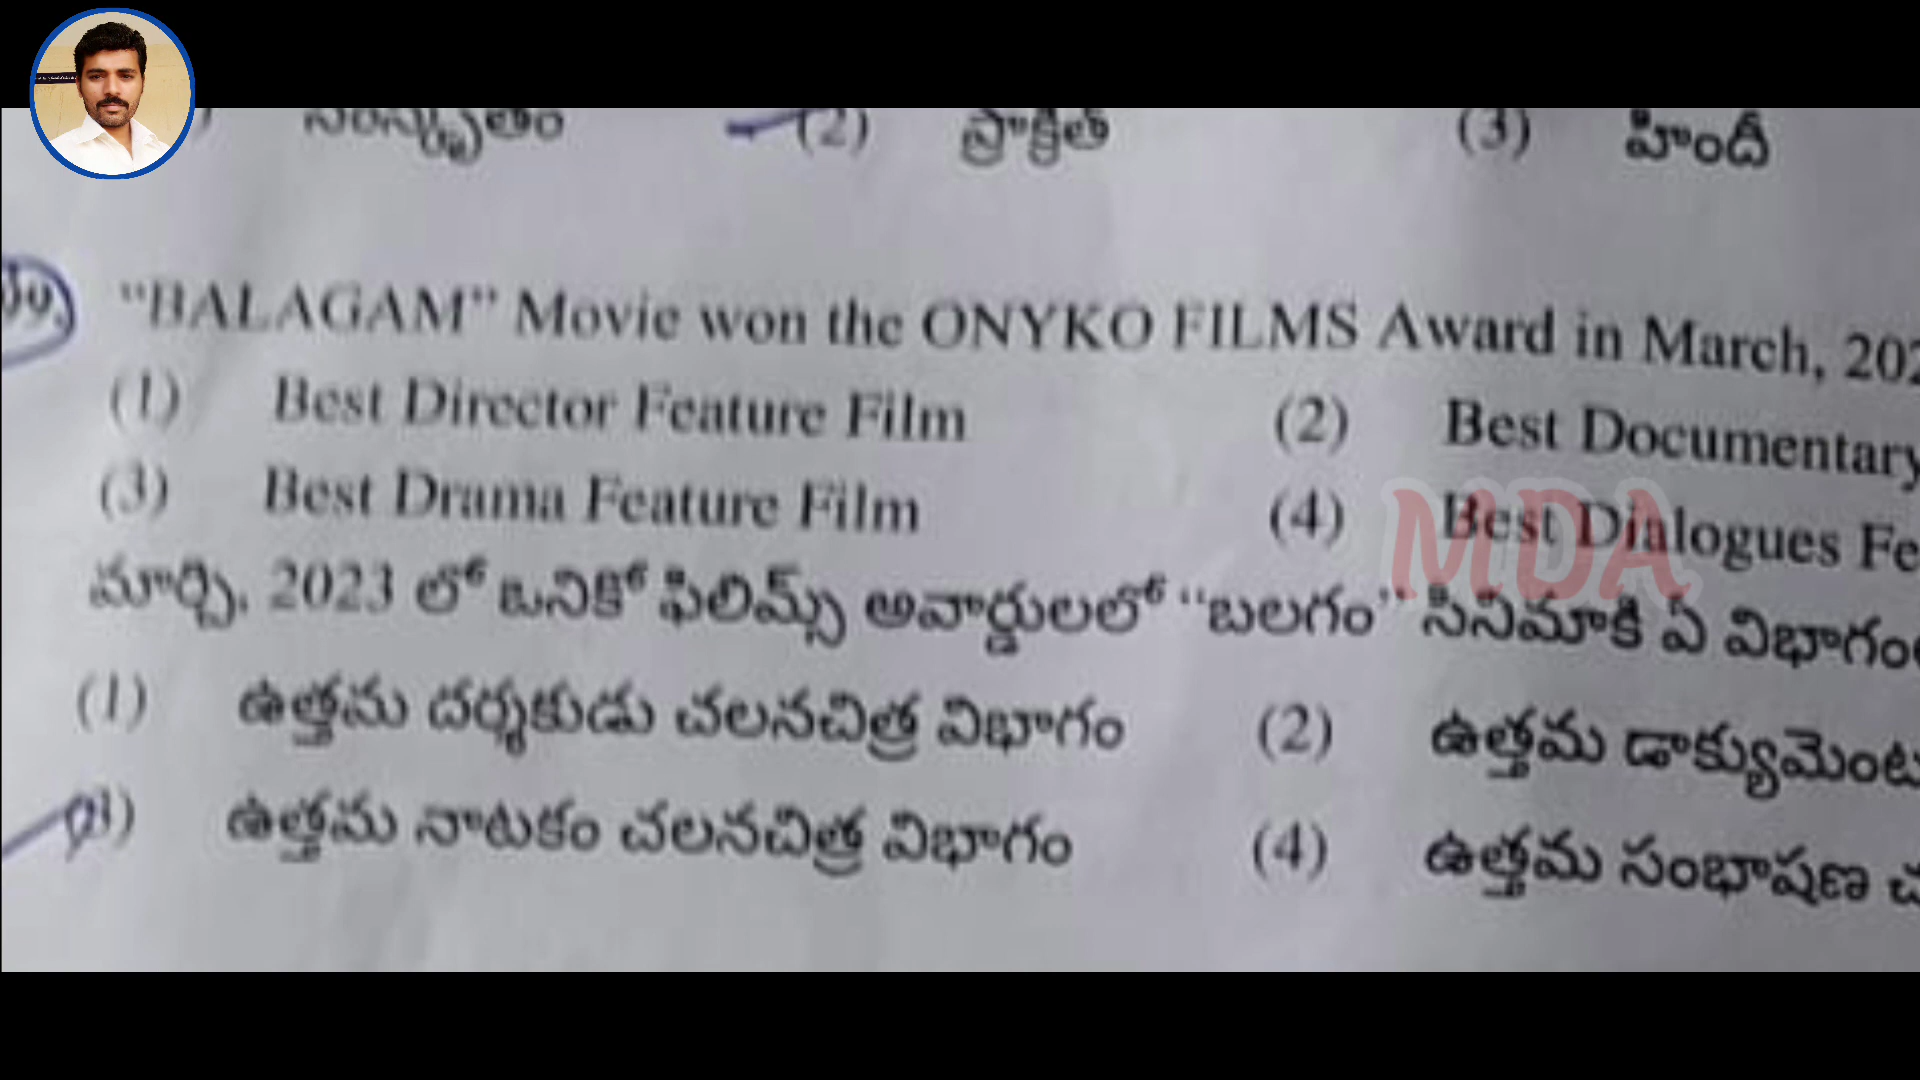 సంస్కృతం (2) ప్రాక్రిత (3) హిందీ
99. "BALAGAM" Movie won the ONYKO FILMS Award in March,
(1) Best Director Feature Film (2) Best Documentary
(3) Best Drama Feature Film (4) Best Dialogues
MDA
మార్చి, 2023 లో ఒనికో ఫిలిమ్స్ అవార్డులలో "బలగం" సినిమాకి ఏ
(1) ఉత్తమ దర్శకుడు చలనచిత్ర విభాగం (2) ఉత్తమ
(3) ఉత్తమ నాటకం చలనచిత్ర విభాగం (4) ఉత్తమ సంభాషణ